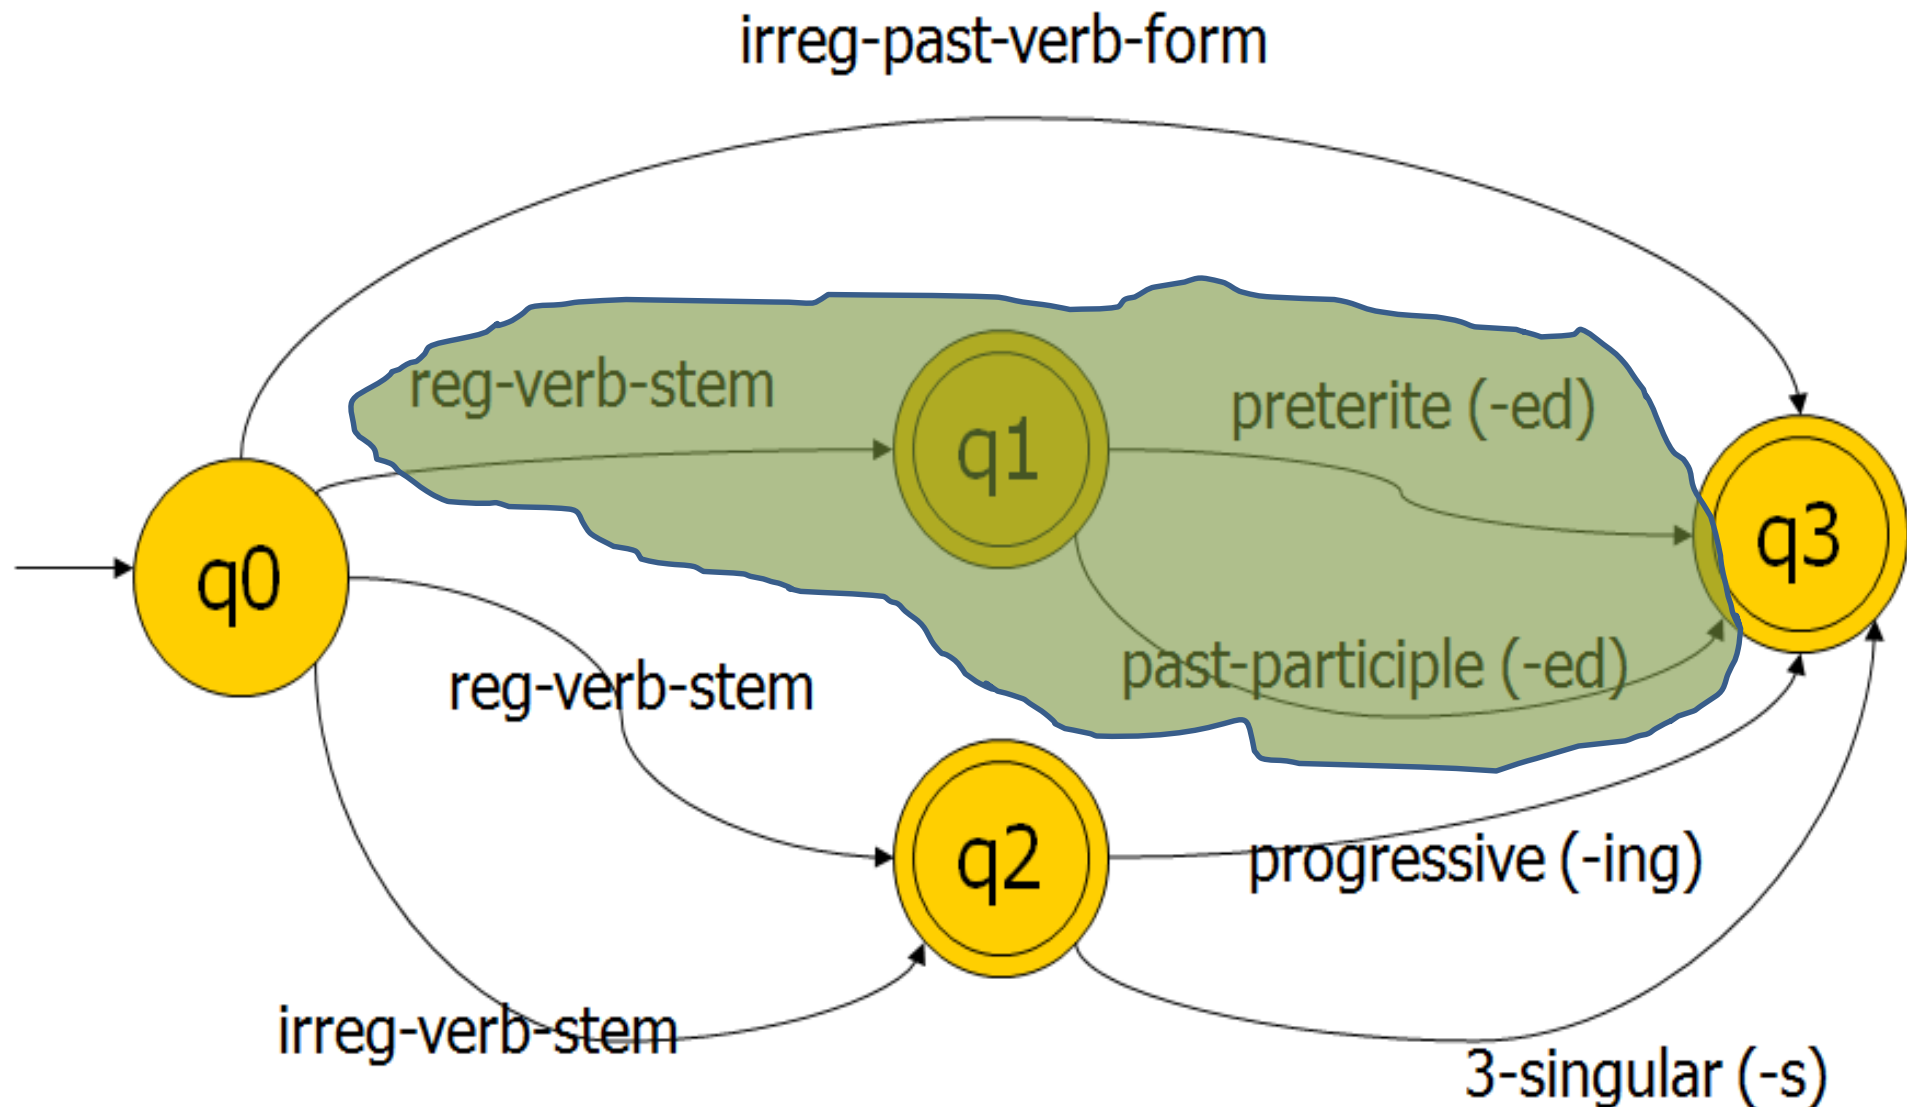 irreg-past-verb-form
reg-verb-stem
q1
preterite (-ed)
q3
q0
reg-verb-stem
past-participle (-ed)
q2
progressive (-ing)
irreg-verb-stem
3-singular (-s)